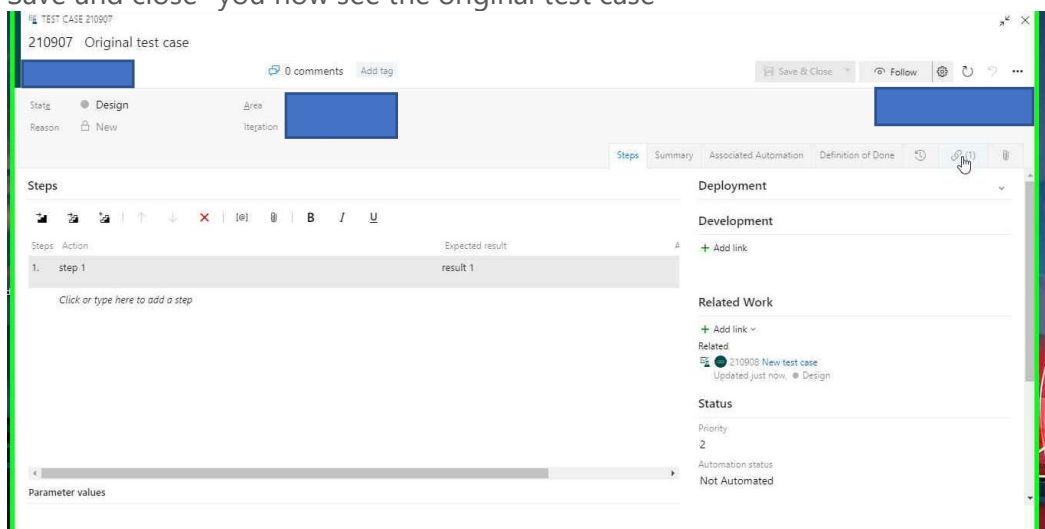 Save and close- you now see the original test case
TEST CASE 210907
210907 Original test case
0 comments Add tag
Save & Close Follow
State Design Area
Reason New Iteration
Steps Summary Associated Automation Definition of Done (1)
Steps
[@] B I U
Steps Action Expected result A
1. step 1 result 1
Click or type here to add a step
Parameter values
Deployment
Development
+ Add link
Related Work
+ Add link
Related
210908 New test case
Updated just now, Design
Status
Priority
2
Automation status
Not Automated